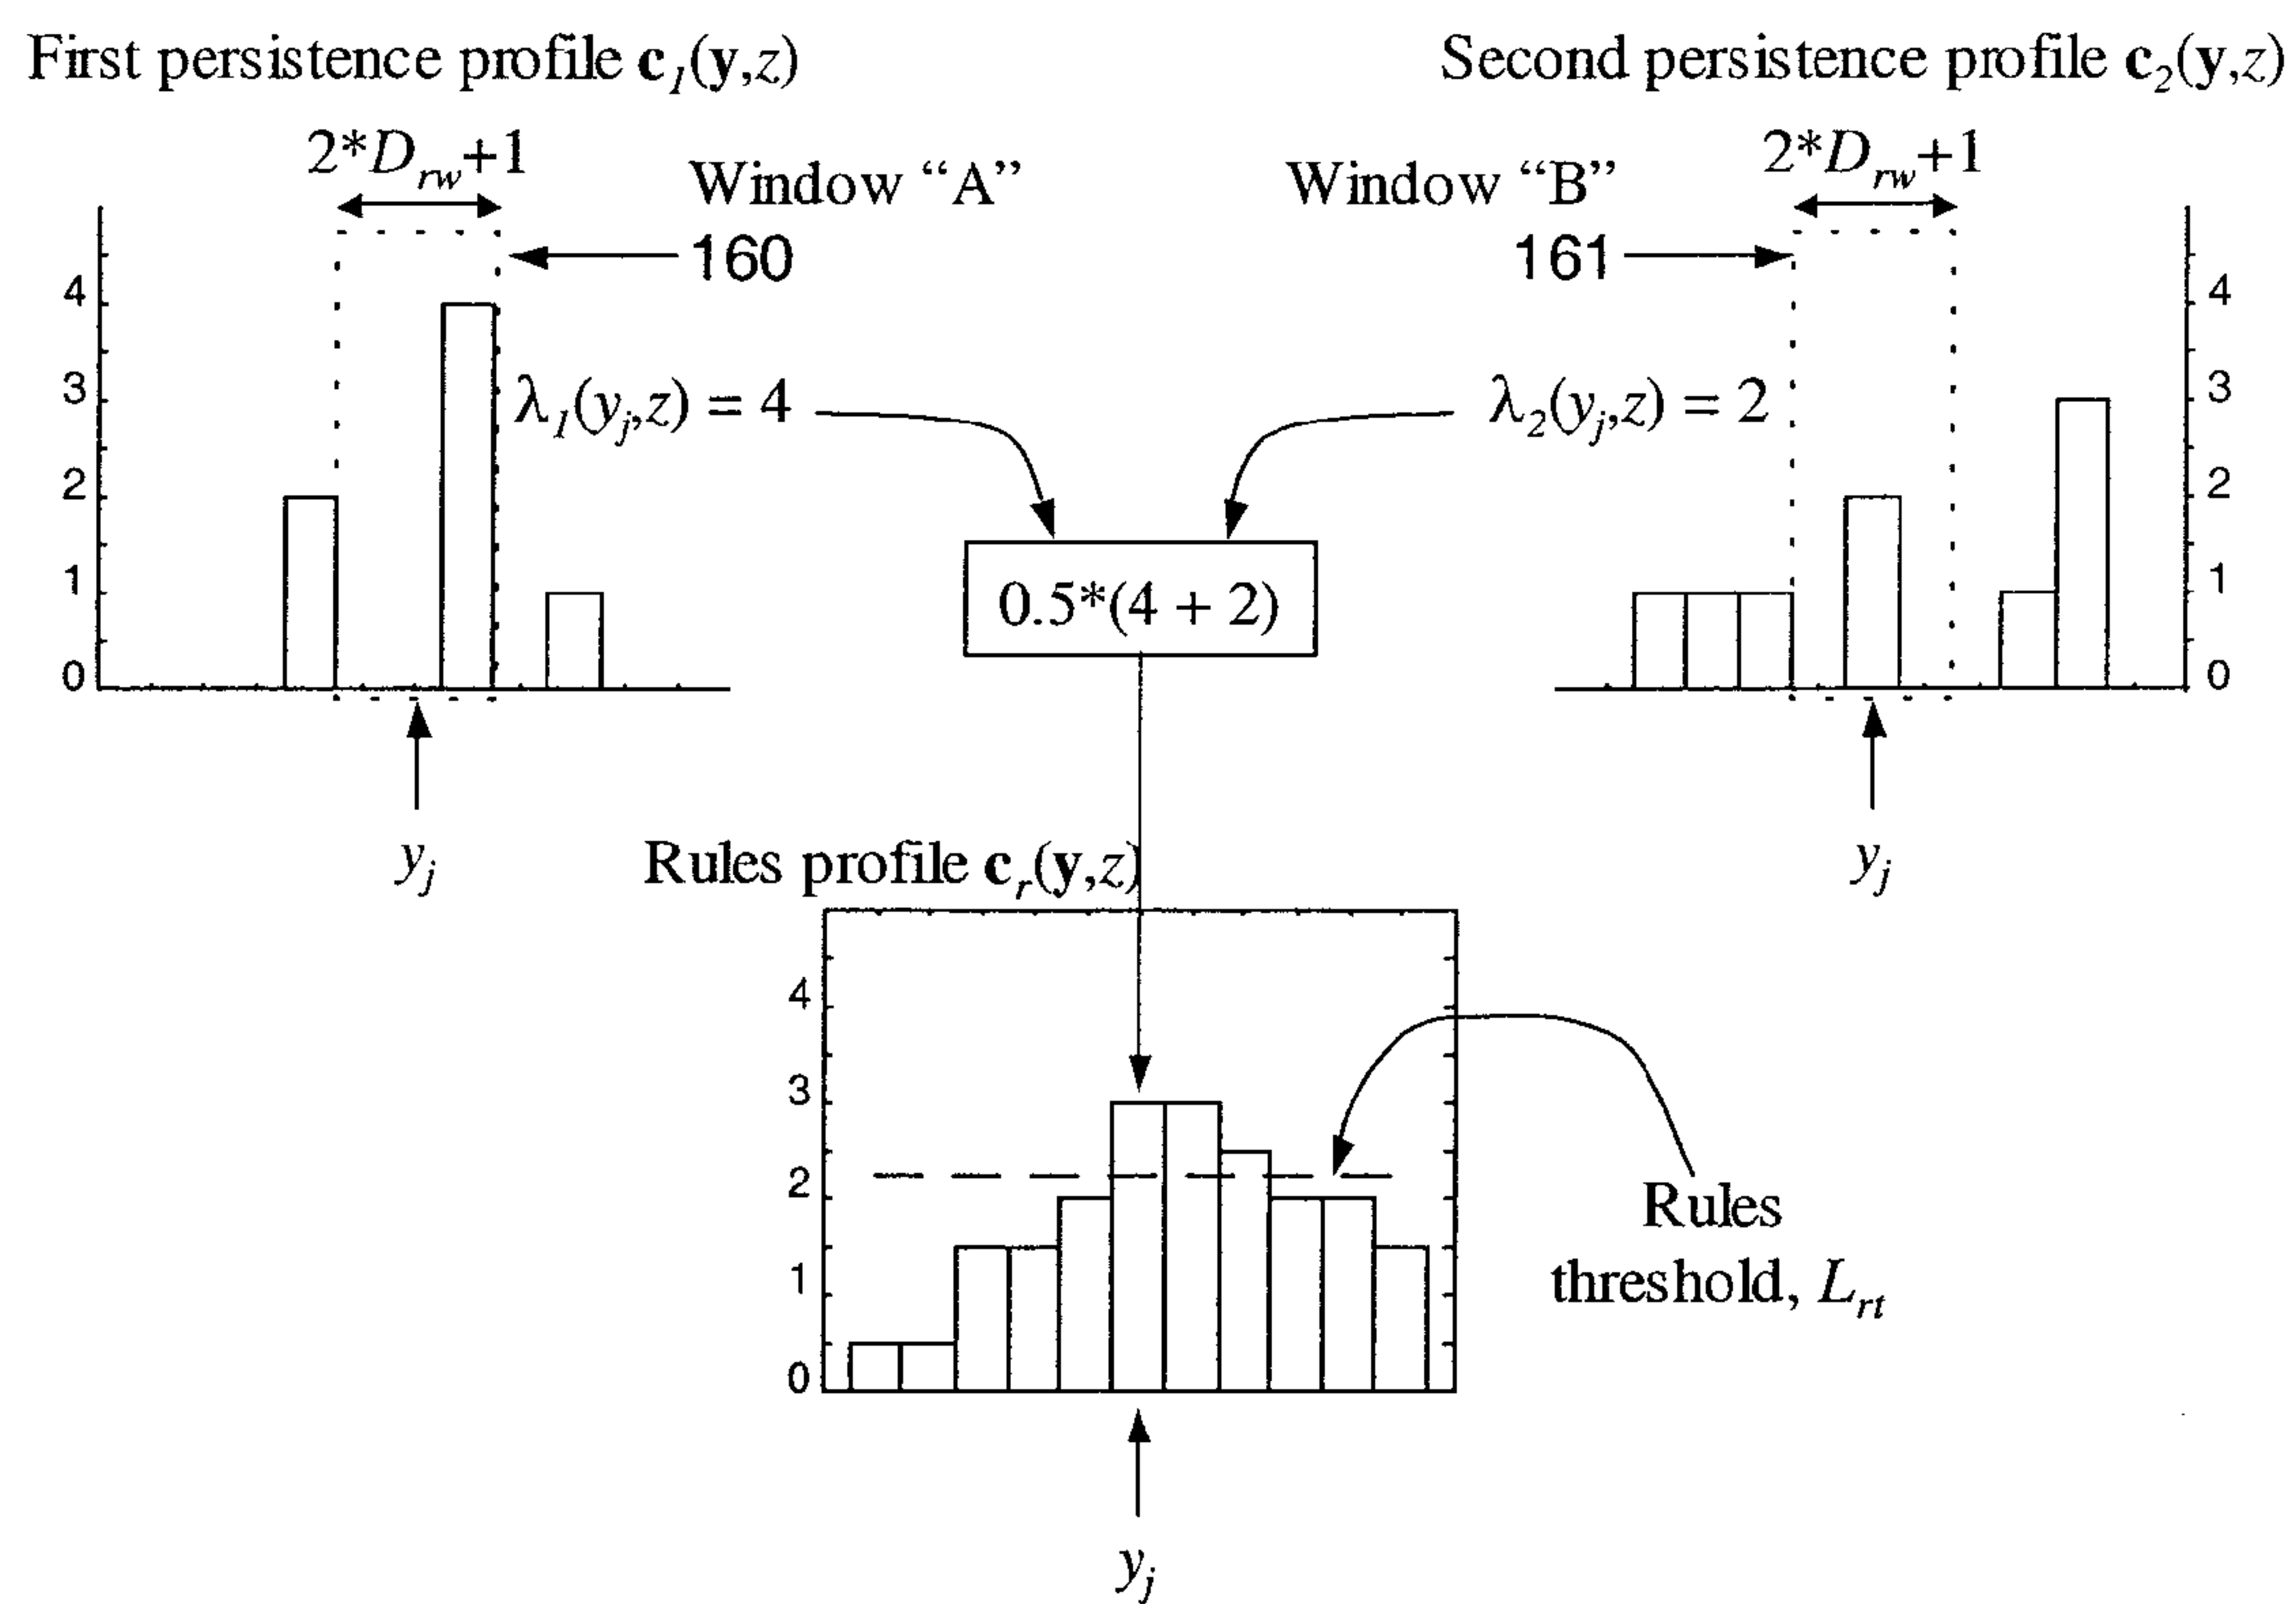 First persistence profile c1(y,z)
Second persistence profile c2(y,z)
2*Drw+1
Window “A”
160
Window “B”
161
2*Drw+1
4
3
2
1
0
λ1(yj,z) = 4
λ2(yj,z) = 2
4
3
2
1
0
0.5*(4 + 2)
yj
yj
Rules profile cr(y,z)
4
3
2
1
0
Rules
threshold, Lrt
yj